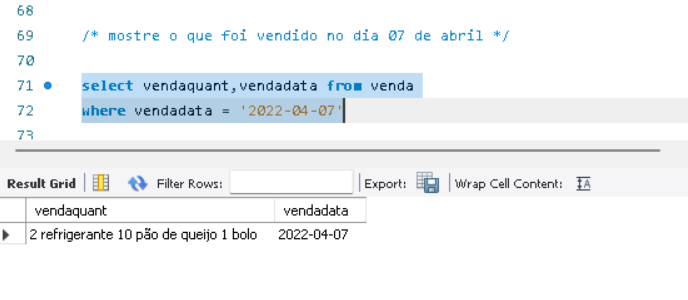 68
69 /* mostre o que foi vendido no dia 07 de abril */
70
71 select vendaquant,vendadata from venda
72 where vendadata = '2022-04-07'
73
Result Grid Filter Rows: Export: Wrap Cell Content: IA
vendaquant vendadata
2 refrigerante 10 pão de queijo 1 bolo 2022-04-07